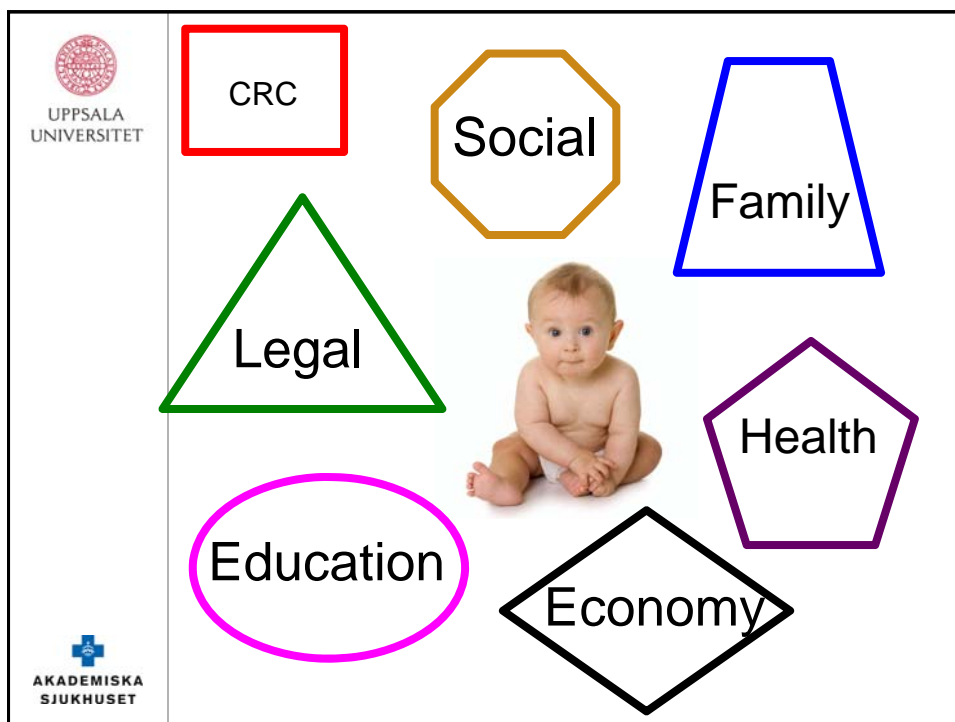 UPPSALA
UNIVERSITET
CRC
Social
Family
Legal
Health
Education
Economy
AKADEMISKA
SJUKHUSET